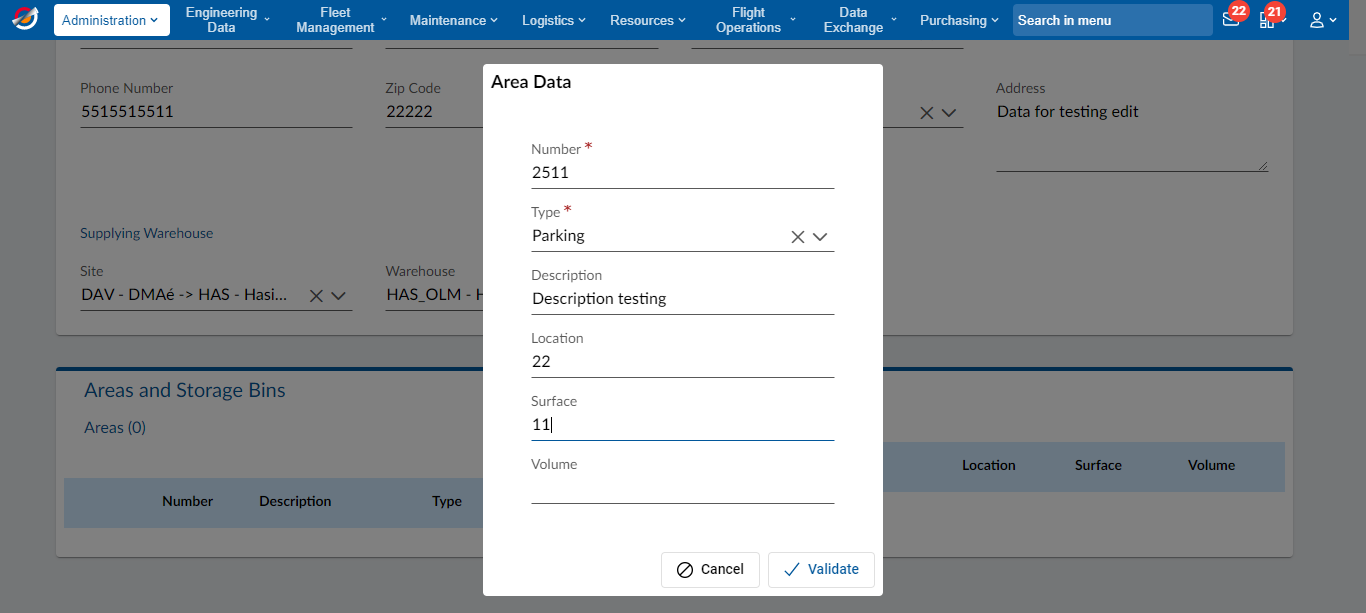 Administration
Engineering Data
Fleet Management
Maintenance
Logistics
Resources
Flight Operations
Data Exchange
Purchasing
Search in menu
22
21
Phone Number
5515515511
Zip Code
22222
Address
Data for testing edit
Supplying Warehouse
Site
DAV - DMAé -> HAS - Hasi...
Warehouse
HAS_OLM - H
Areas and Storage Bins
Areas (0)
Number Description Type
Location Surface Volume
Area Data
Number *
2511
Type *
Parking
Description
Description testing
Location
22
Surface
11
Volume
Cancel
Validate